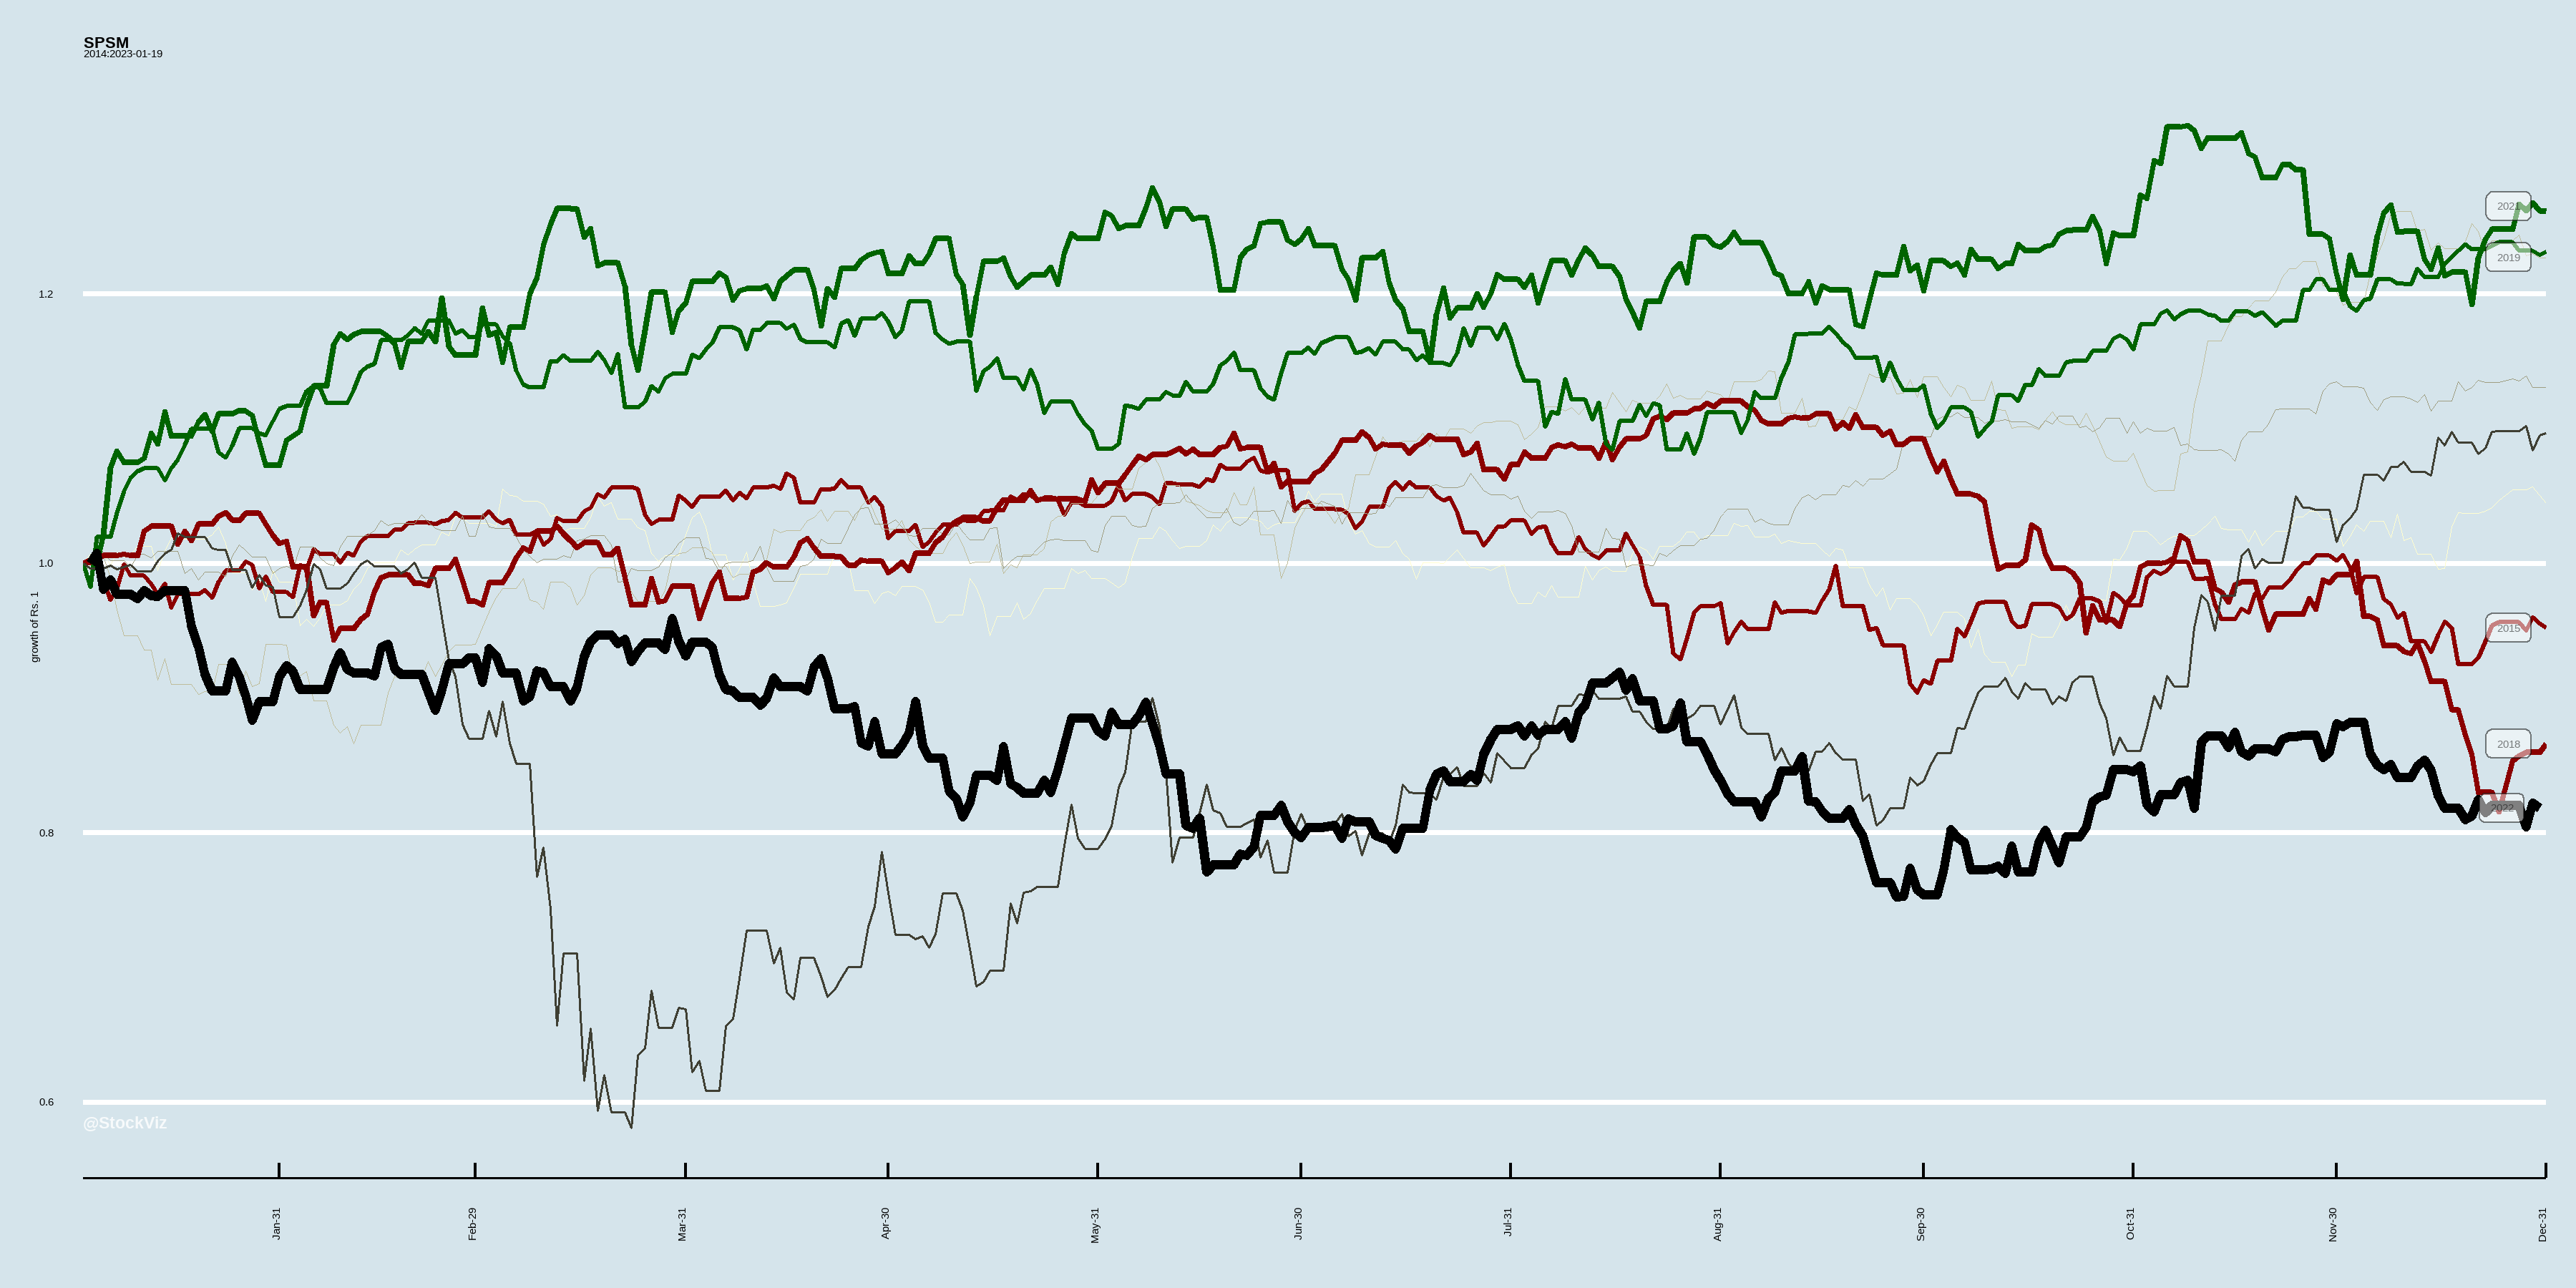 SPSM
2014:2023-01-19
2021
2019
1.2
1.0
growth of Rs. 1
2015
2018
2022
0.8
0.6
@StockViz
Jan-31
Feb-29
Mar-31
Apr-30
May-31
Jun-30
Jul-31
Aug-31
Sep-30
Oct-31
Nov-30
Dec-31